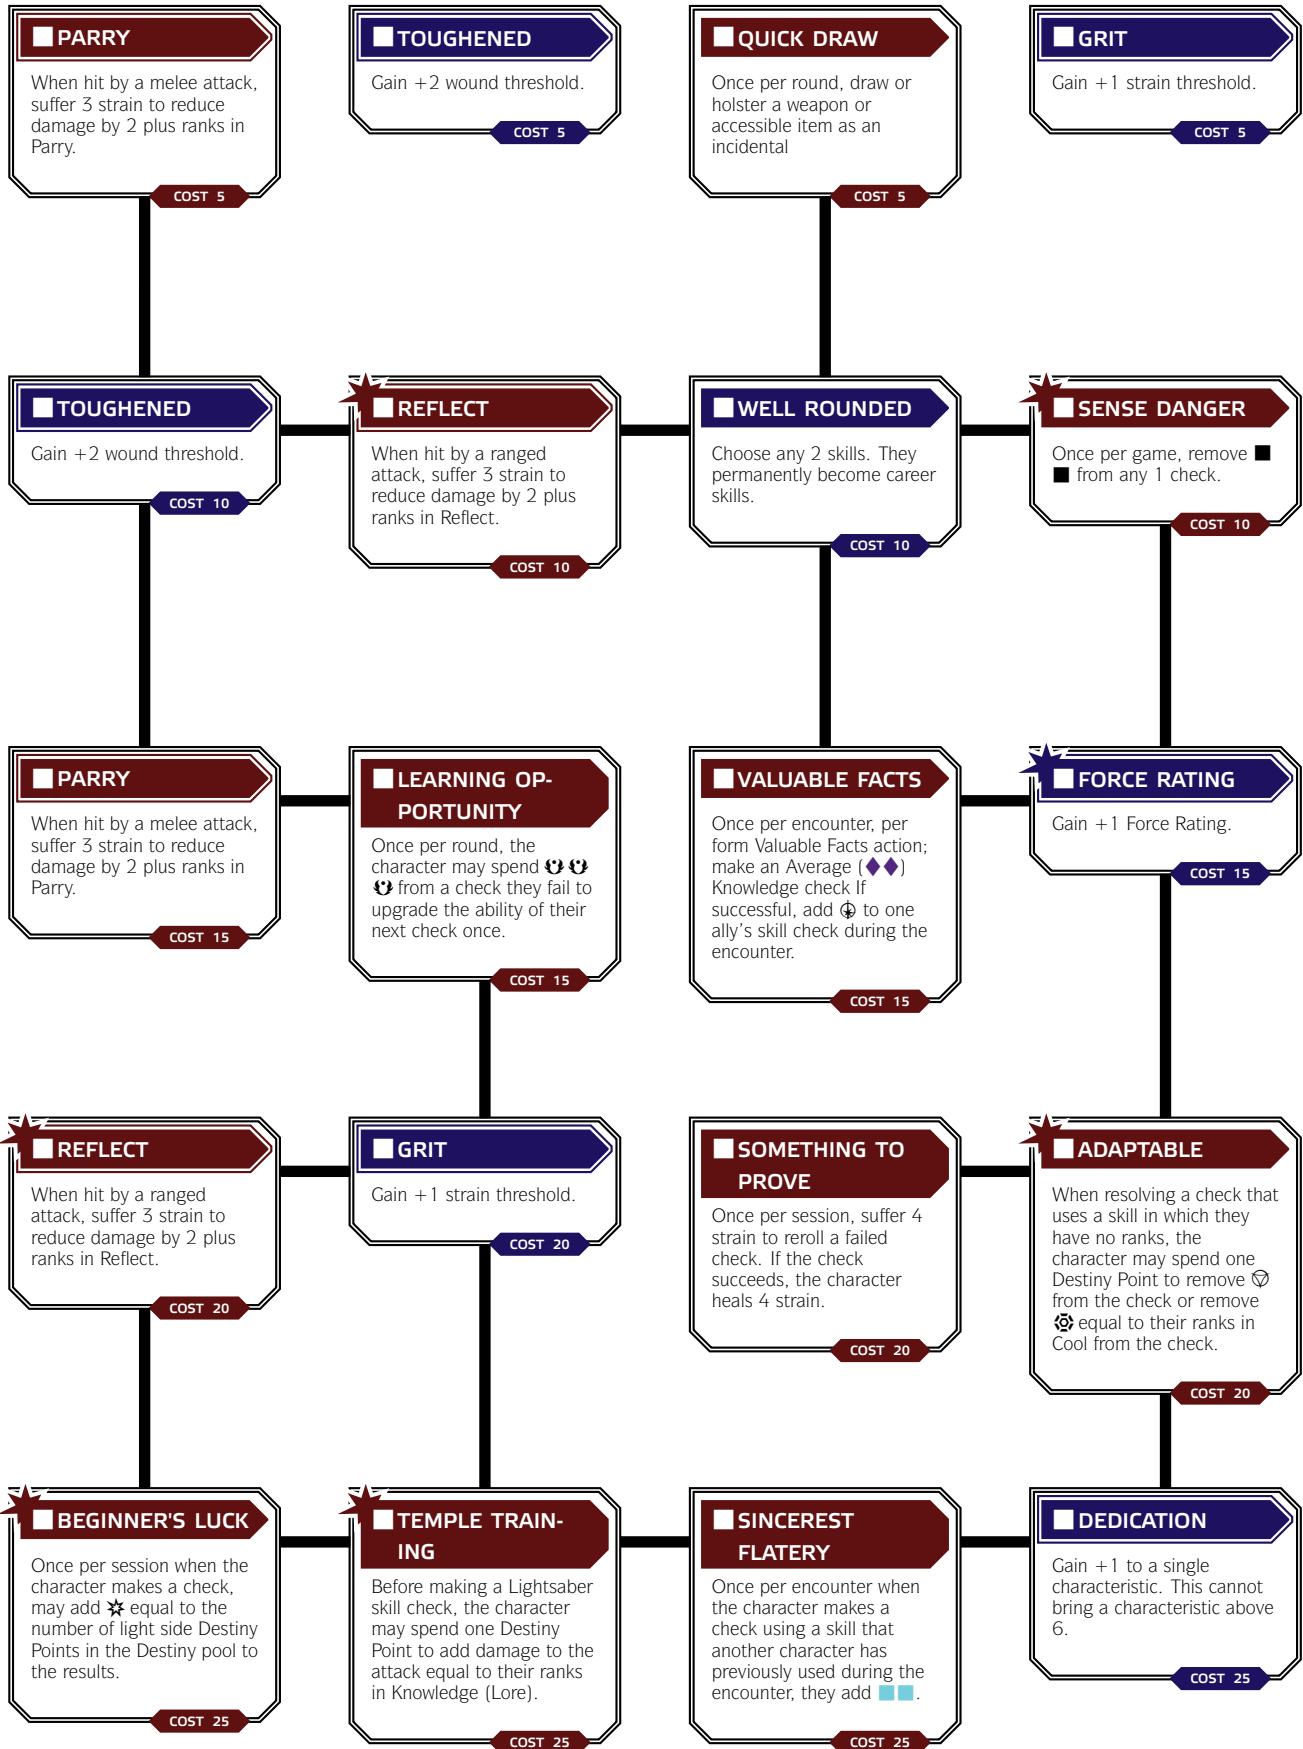 PARRY
When hit by a melee attack,
suffer 3 strain to reduce
damage by 2 plus ranks in
Parry.
COST 5
TOUGHENED
Gain +2 wound threshold.
COST 5
QUICK DRAW
Once per round, draw or
holster a weapon or
accessible item as an
incidental
COST 5
GRIT
Gain +1 strain threshold.
COST 5
TOUGHENED
Gain +2 wound threshold.
COST 10
REFLECT
When hit by a ranged
attack, suffer 3 strain to
reduce damage by 2 plus
ranks in Reflect.
COST 10
WELL ROUNDED
Choose any 2 skills. They
permanently become career
skills.
COST 10
SENSE DANGER
Once per game, remove ■
■ from any 1 check.
COST 10
PARRY
When hit by a melee attack,
suffer 3 strain to reduce
damage by 2 plus ranks in
Parry.
COST 15
LEARNING OP-
PORTUNITY
Once per round, the
character may spend
from a check they fail to
upgrade the ability of their
next check once.
COST 15
VALUABLE FACTS
Once per encounter, per
form Valuable Facts action;
make an Average (◆◆)
Knowledge check If
successful, add to one
ally's skill check during the
encounter.
COST 15
FORCE RATING
Gain +1 Force Rating.
COST 15
REFLECT
When hit by a ranged
attack, suffer 3 strain to
reduce damage by 2 plus
ranks in Reflect.
COST 20
GRIT
Gain +1 strain threshold.
COST 20
SOMETHING TO
PROVE
Once per session, suffer 4
strain to reroll a failed
check. If the check
succeeds, the character
heals 4 strain.
COST 20
ADAPTABLE
When resolving a check that
uses a skill in which they
have no ranks, the
character may spend one
Destiny Point to remove
from the check or remove
equal to their ranks in
Cool from the check.
COST 20
BEGINNER'S LUCK
Once per session when the
character makes a check,
may add equal to the
number of light side Destiny
Points in the Destiny pool to
the results.
COST 25
TEMPLE TRAIN-
ING
Before making a Lightsaber
skill check, the character
may spend one Destiny
Point to add damage to the
attack equal to their ranks
in Knowledge (Lore).
COST 25
SINCEREST
FLATERY
Once per encounter when
the character makes a
check using a skill that
another character has
previously used during the
encounter, they add ■■.
COST 25
DEDICATION
Gain +1 to a single
characteristic. This cannot
bring a characteristic above
6.
COST 25